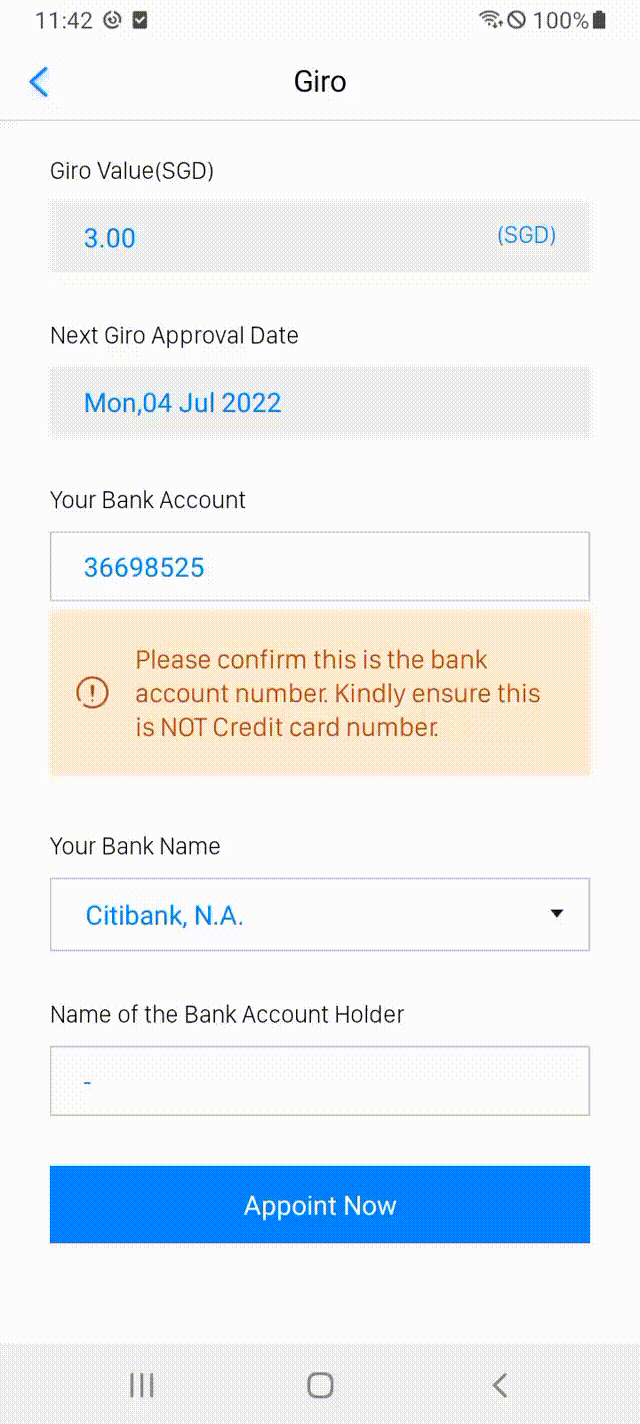 11:42 100%
Giro
Giro Value(SGD)
3.00 (SGD)
Next Giro Approval Date
Mon,04 Jul 2022
Your Bank Account
36698525
Please confirm this is the bank
account number. Kindly ensure this
is NOT Credit card number.
Your Bank Name
Citibank, N.A.
Name of the Bank Account Holder
-
Appoint Now